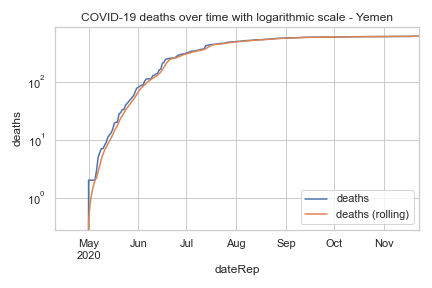 COVID-19 deaths over time with logarithmic scale - Yemen
deaths
10²
10¹
10⁰
May Jun Jul Aug Sep Oct Nov
2020
dateRep
deaths
deaths (rolling)